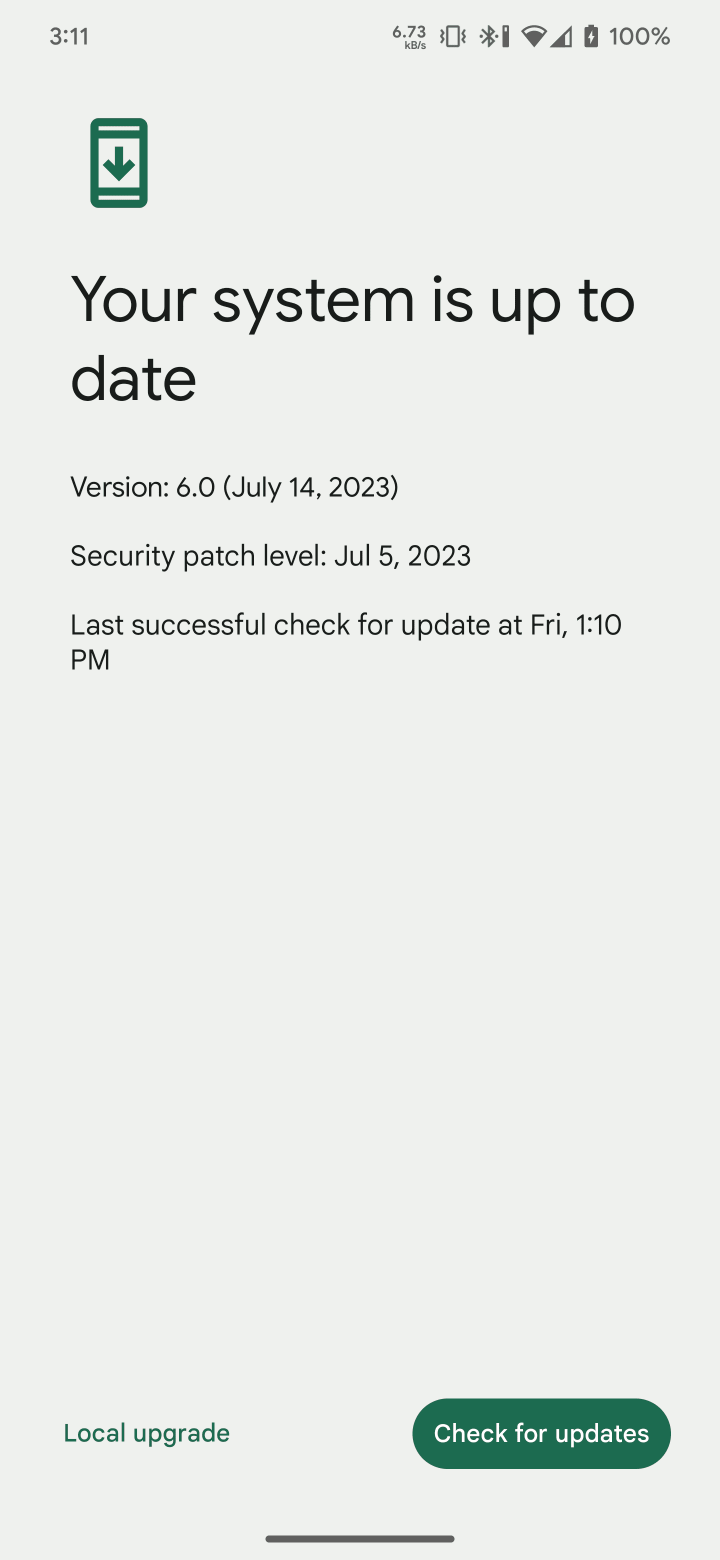 3:11
6.73
kB/s
100%
Your system is up to
date
Version: 6.0 (July 14, 2023)
Security patch level: Jul 5, 2023
Last successful check for update at Fri, 1:10
PM
Local upgrade
Check for updates